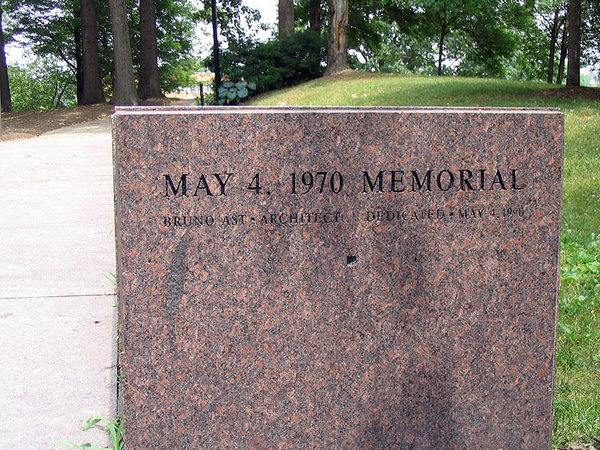 MAY 4, 1970 MEMORIAL
BRUNO AST • ARCHITECT DEDICATED • MAY 4, 1990